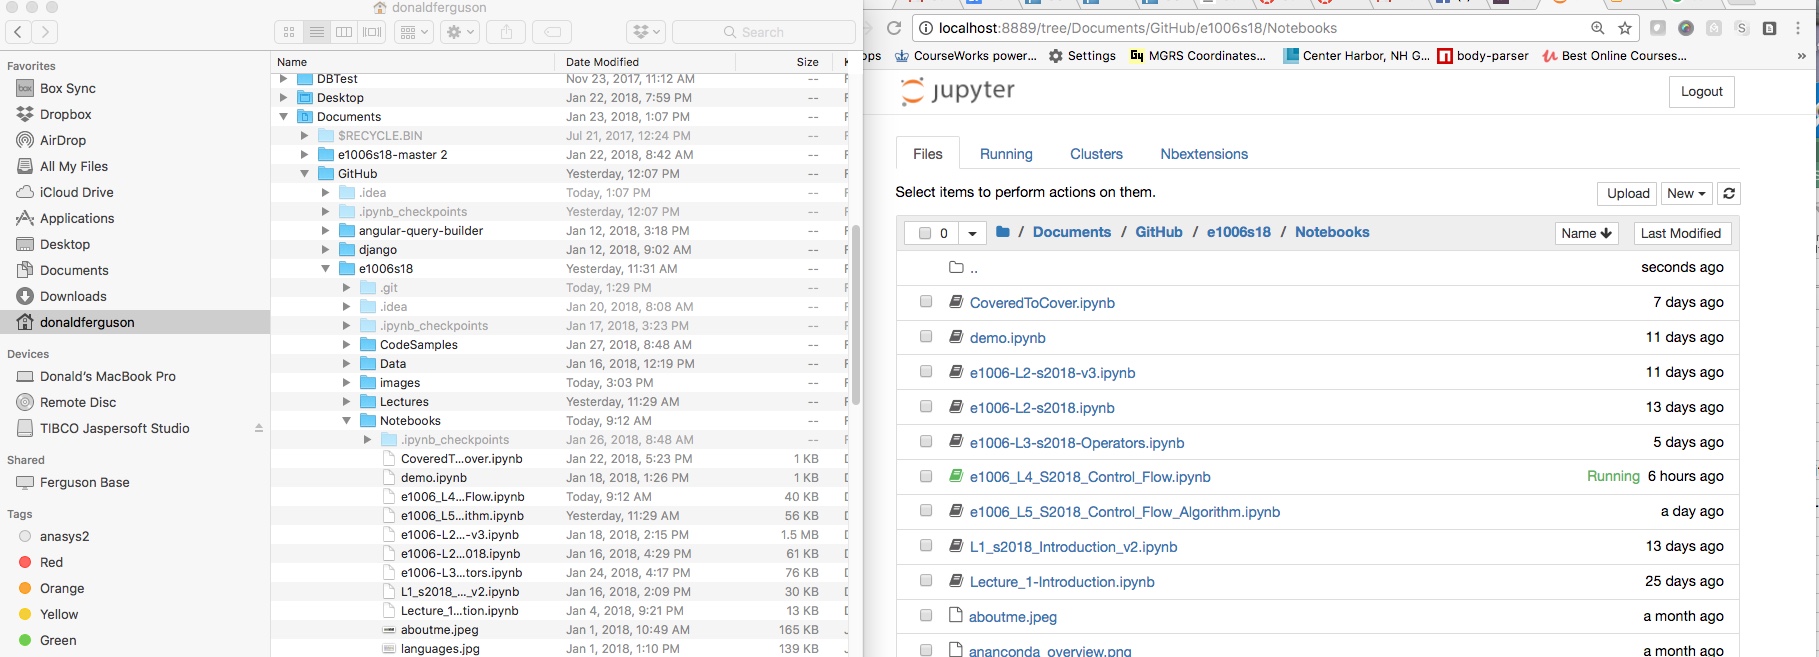 donaldferguson
Search
Favorites
Box Sync
Dropbox
AirDrop
All My Files
iCloud Drive
Applications
Desktop
Documents
Downloads
donaldferguson
Devices
Donald's MacBook Pro
Remote Disc
TIBCO Jaspersoft Studio
Shared
Ferguson Base
Tags
anasys2
Red
Orange
Yellow
Green
Name Date Modified Size
DBTest Nov 23, 2017, 11:12 AM --
Desktop Jan 22, 2018, 7:59 PM --
Documents Jan 23, 2018, 1:07 PM --
$RECYCLE.BIN Jul 21, 2017, 12:24 PM --
e1006s18-master 2 Jan 22, 2018, 8:42 AM --
GitHub Yesterday, 12:07 PM --
.idea Today, 1:07 PM --
.ipynb_checkpoints Yesterday, 12:07 PM --
angular-query-builder Jan 12, 2018, 3:18 PM --
django Jan 12, 2018, 9:02 AM --
e1006s18 Yesterday, 11:31 AM --
.git Today, 1:29 PM --
.idea Jan 20, 2018, 8:08 AM --
.ipynb_checkpoints Jan 17, 2018, 3:23 PM --
CodeSamples Jan 27, 2018, 8:48 AM --
Data Jan 16, 2018, 12:19 PM --
images Today, 3:03 PM --
Lectures Yesterday, 11:29 AM --
Notebooks Today, 9:12 AM --
.ipynb_checkpoints Jan 26, 2018, 8:48 AM --
CoveredT...over.ipynb Jan 22, 2018, 5:23 PM 1 KB
demo.ipynb Jan 18, 2018, 1:26 PM 1 KB
e1006_L4...Flow.ipynb Today, 9:12 AM 40 KB
e1006_L5...ithm.ipynb Yesterday, 11:29 AM 56 KB
e1006-L2...-v3.ipynb Jan 18, 2018, 2:15 PM 1.5 MB
e1006-L2...018.ipynb Jan 16, 2018, 4:29 PM 61 KB
e1006-L3...tors.ipynb Jan 24, 2018, 4:17 PM 76 KB
L1_s2018_..._v2.ipynb Jan 16, 2018, 2:09 PM 30 KB
Lecture_1...tion.ipynb Jan 4, 2018, 9:21 PM 13 KB
aboutme.jpeg Jan 1, 2018, 10:49 AM 165 KB
languages.jpg Jan 1, 2018, 1:10 PM 139 KB
localhost:8889/tree/Documents/GitHub/e1006s18/Notebooks
ops CourseWorks power... Settings MGRS Coordinates... Center Harbor, NH G... body-parser Best Online Courses... »
jupyter
Logout
Files Running Clusters Nbextensions
Select items to perform actions on them.
Upload New
0 / Documents / GitHub / e1006s18 / Notebooks
Name Last Modified
.. seconds ago
CoveredToCover.ipynb 7 days ago
demo.ipynb 11 days ago
e1006-L2-s2018-v3.ipynb 11 days ago
e1006-L2-s2018.ipynb 13 days ago
e1006-L3-s2018-Operators.ipynb 5 days ago
e1006_L4_S2018_Control_Flow.ipynb Running 6 hours ago
e1006_L5_S2018_Control_Flow_Algorithm.ipynb a day ago
L1_s2018_Introduction_v2.ipynb 13 days ago
Lecture_1-Introduction.ipynb 25 days ago
aboutme.jpeg a month ago
ananconda_overview.png a month ago